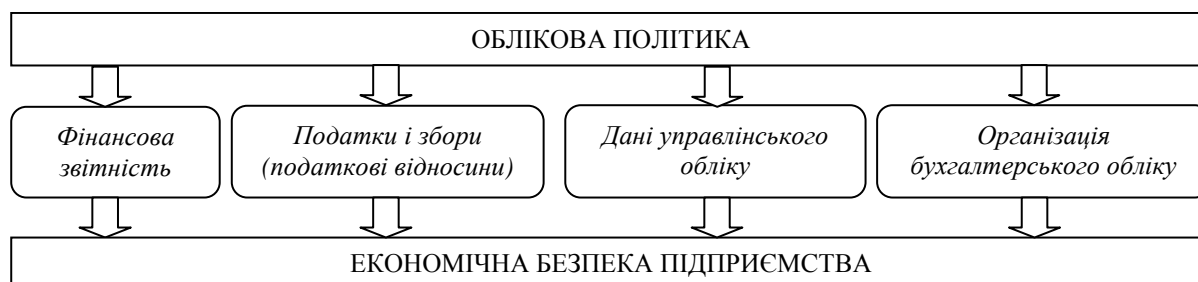 ОБЛІКОВА ПОЛІТИКА
Фінансова
звітність
Податки і збори
(податкові відносини)
Дані управлінського
обліку
Організація
бухгалтерського обліку
ЕКОНОМІЧНА БЕЗПЕКА ПІДПРИЄМСТВА